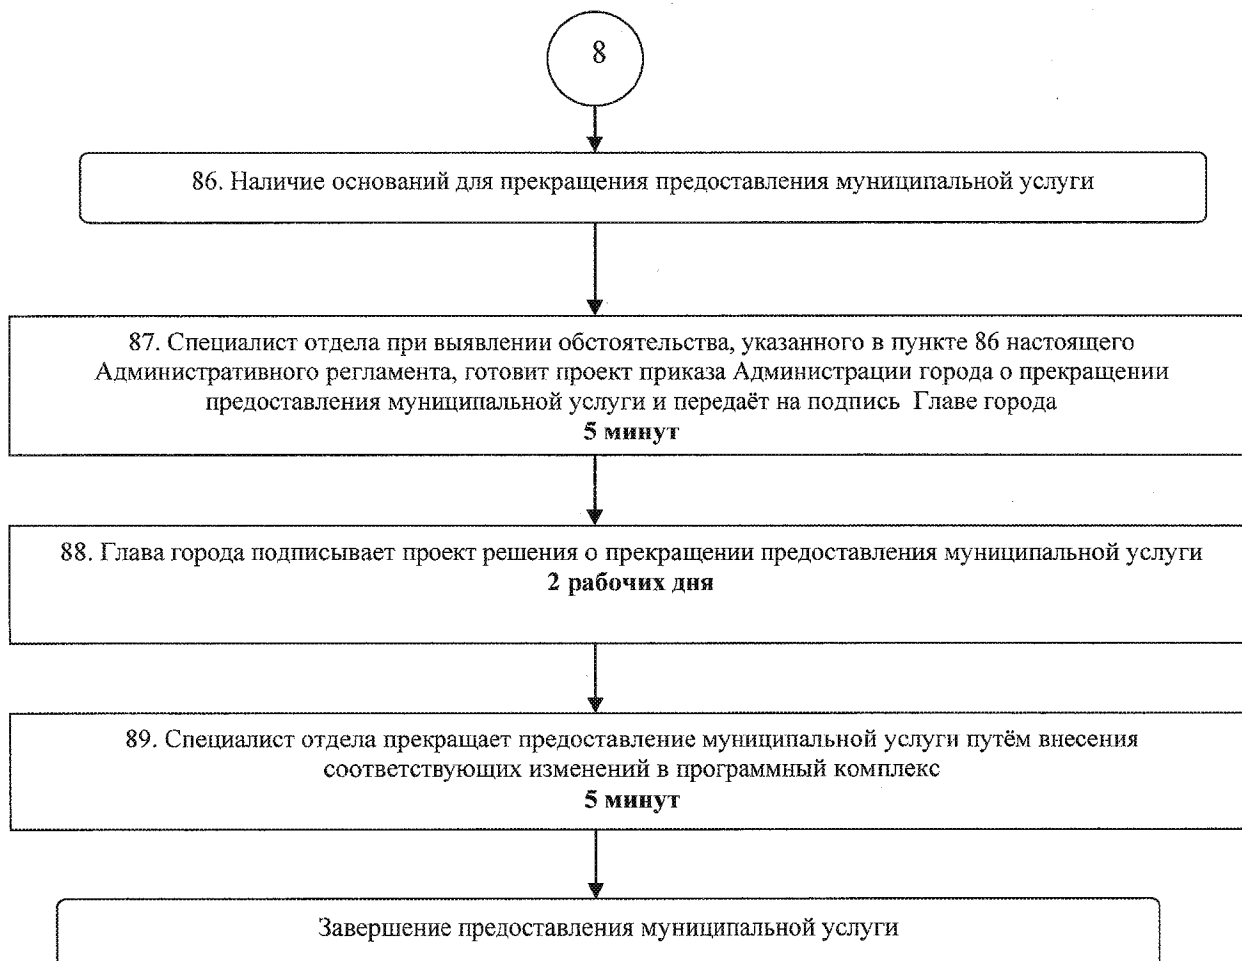 8
86. Наличие оснований для прекращения предоставления муниципальной услуги
87. Специалист отдела при выявлении обстоятельства, указанного в пункте 86 настоящего
Административного регламента, готовит проект приказа Администрации города о прекращении
предоставления муниципальной услуги и передаёт на подпись Главе города
5 минут
88. Глава города подписывает проект решения о прекращении предоставления муниципальной услуги
2 рабочих дня
89. Специалист отдела прекращает предоставление муниципальной услуги путём внесения
соответствующих изменений в программный комплекс
5 минут
Завершение предоставления муниципальной услуги